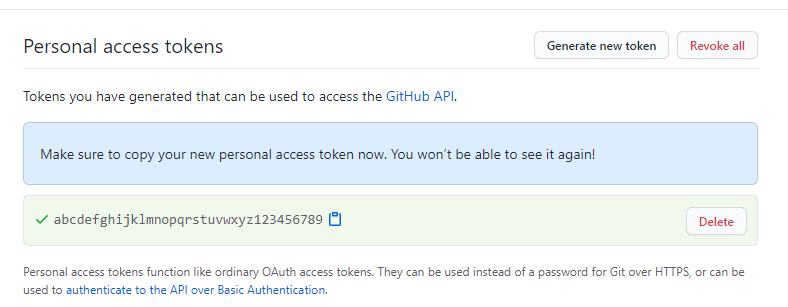 Personal access tokens
Generate new token
Revoke all
Tokens you have generated that can be used to access the GitHub API.
Make sure to copy your new personal access token now. You won't be able to see it again!
abcdefghijklmnopqrstuvwxyz123456789
Delete
Personal access tokens function like ordinary OAuth access tokens. They can be used instead of a password for Git over HTTPS, or can be
used to authenticate to the API over Basic Authentication.